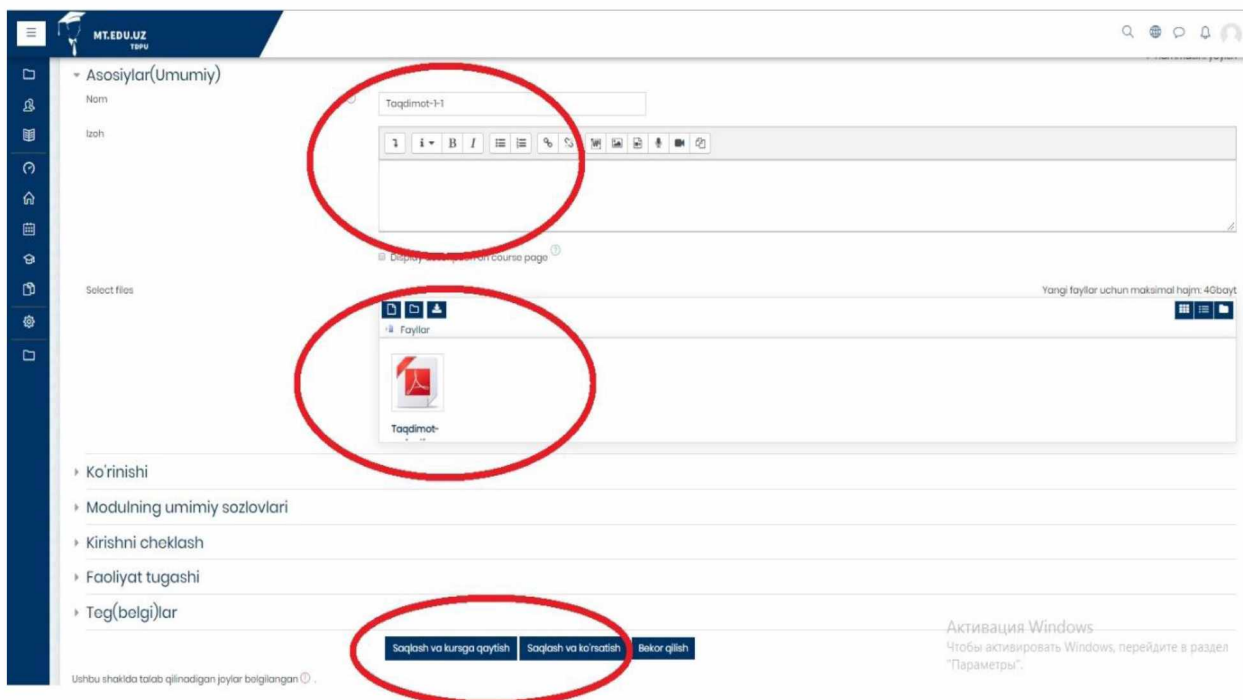 MT.EDU.UZ
TDPU
Asosiylar(Umumiy)
Nom
Taqdimot-1-1
Izoh
i B I
Display on course page
Select files
Yangi fayllar uchun maksimal hajm: 4Gbayt
Fayllar
Taqdimot-
Ko'rinishi
Modulning umimiy sozlovlari
Kirishni cheklash
Faoliyat tugashi
Teg(belgi)lar
Saqlash va kursga qaytish Saqlash va ko'rsatish Bekor qilish
Активация Windows
Чтобы активировать Windows, перейдите в раздел
"Параметры".
Ushbu shaklda talab qilinadigan joylar belgilangan